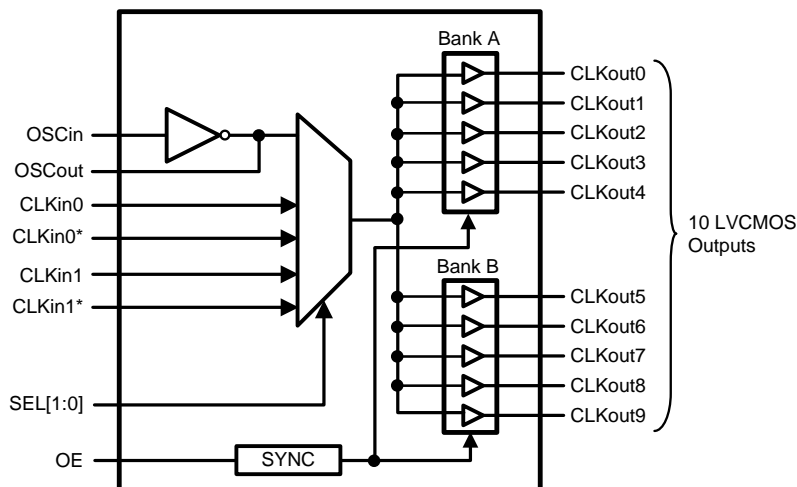 Bank A
CLKout0
CLKout1
CLKout2
CLKout3
CLKout4
OSCin
OSCout
CLKin0
CLKin0*
CLKin1
CLKin1*
SEL[1:0]
OE
SYNC
Bank B
CLKout5
CLKout6
CLKout7
CLKout8
CLKout9
10 LVCMOS
Outputs